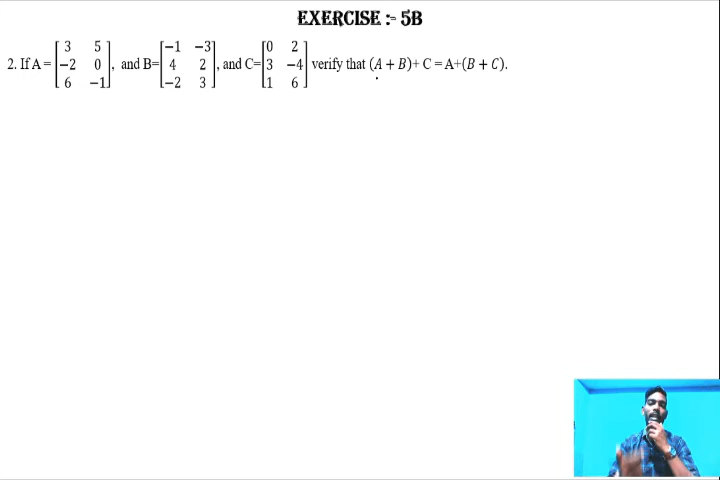 EXERCISE :- 5B
2. If A = [3 5; −2 0; 6 −1], and B= [−1 −3; 4 2; −2 3], and C= [0 2; 3 −4; 1 6] verify that (A + B)+ C = A+(B + C).